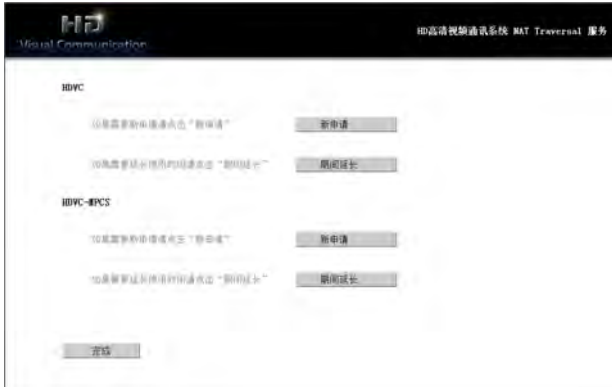 HD
Visual Communication
HD高清视频通讯系统 NAT Traversal 服务
HDVC
如果需要新申请请点击“新申请”
新申请
如果需要延长使用时间请点击“期间延长”
期间延长
HDVC-MPCS
如果需要新申请请点击“新申请”
新申请
如果需要延长使用时间请点击“期间延长”
期间延长
完成